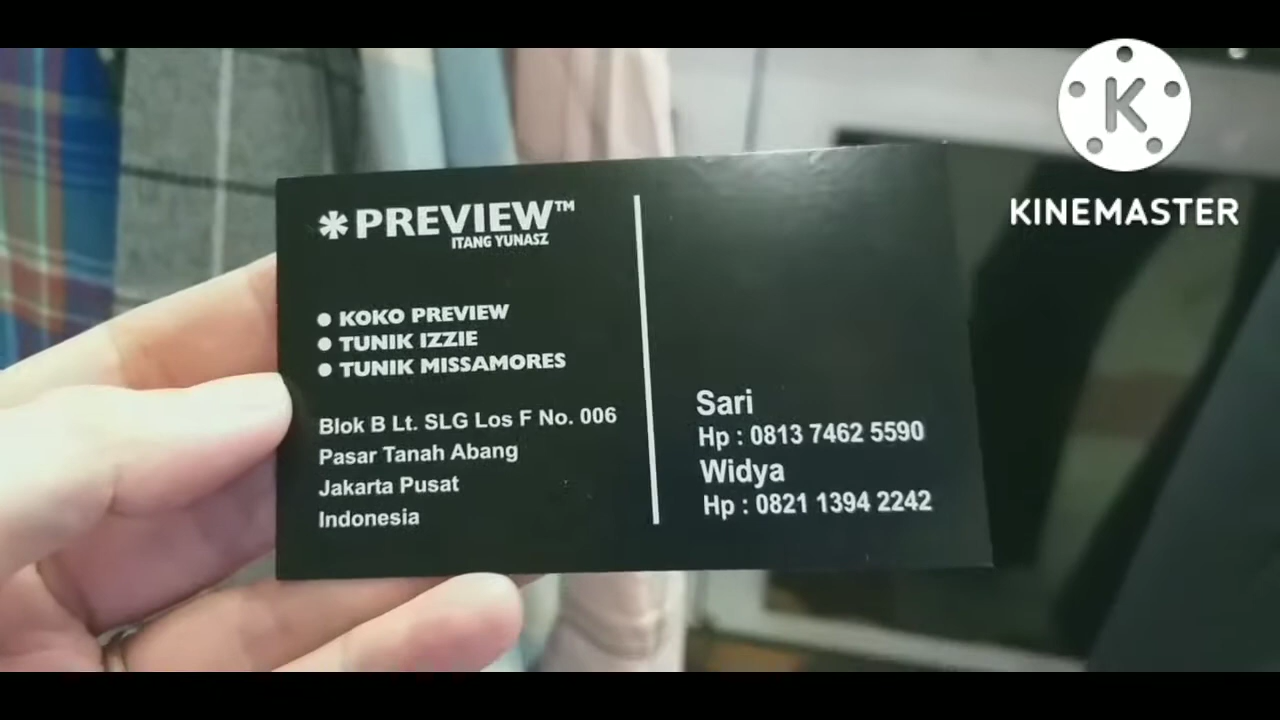 ✱PREVIEW™
ITANG YUNASZ
● KOKO PREVIEW
● TUNIK IZZIE
● TUNIK MISSAMORES
Blok B Lt. SLG Los F No. 006
Pasar Tanah Abang
Jakarta Pusat
Indonesia
Sari
Hp : 0813 7462 5590
Widya
Hp : 0821 1394 2242
K
KINEMASTER